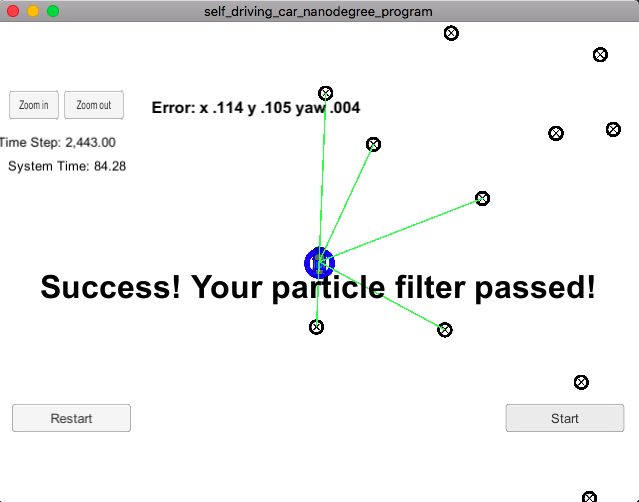 self_driving_car_nanodegree_program
Zoom in
Zoom out
Error: x .114 y .105 yaw .004
Time Step: 2,443.00
System Time: 84.28
Success! Your particle filter passed!
Restart
Start